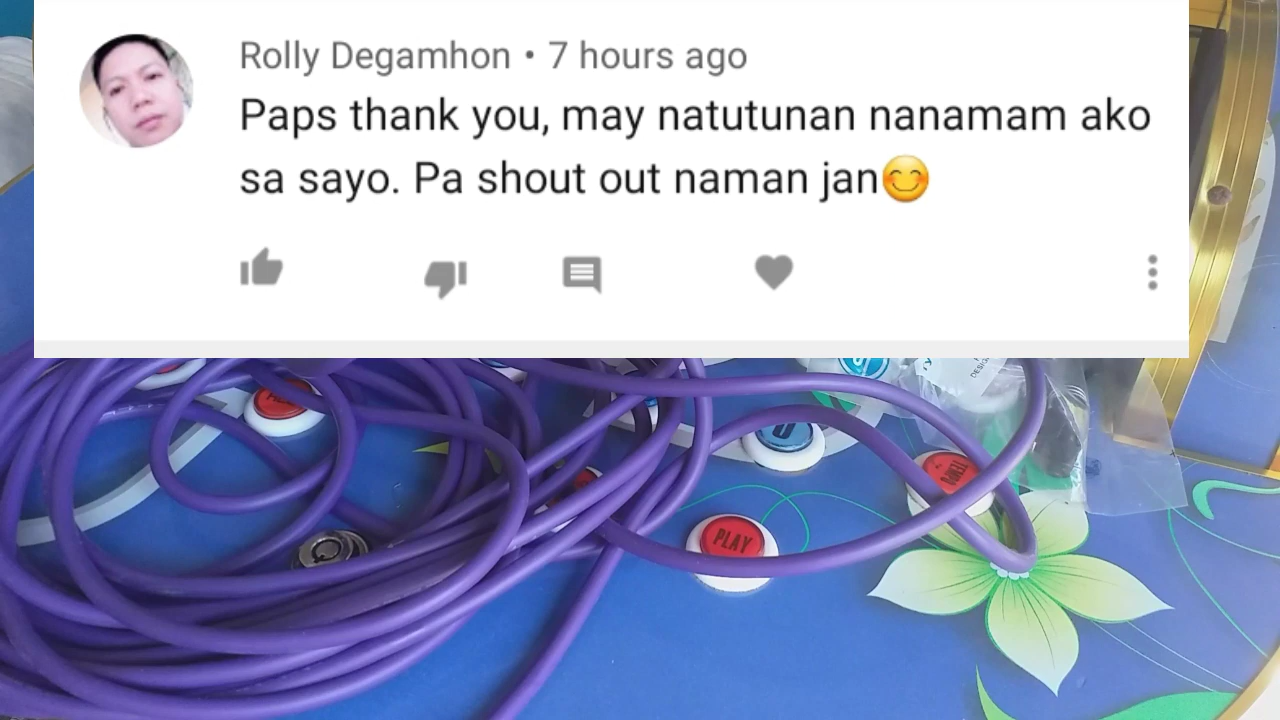 Rolly Degamhon • 7 hours ago
Paps thank you, may natutunan nanamam ako
sa sayo. Pa shout out naman jan😊
PLAY